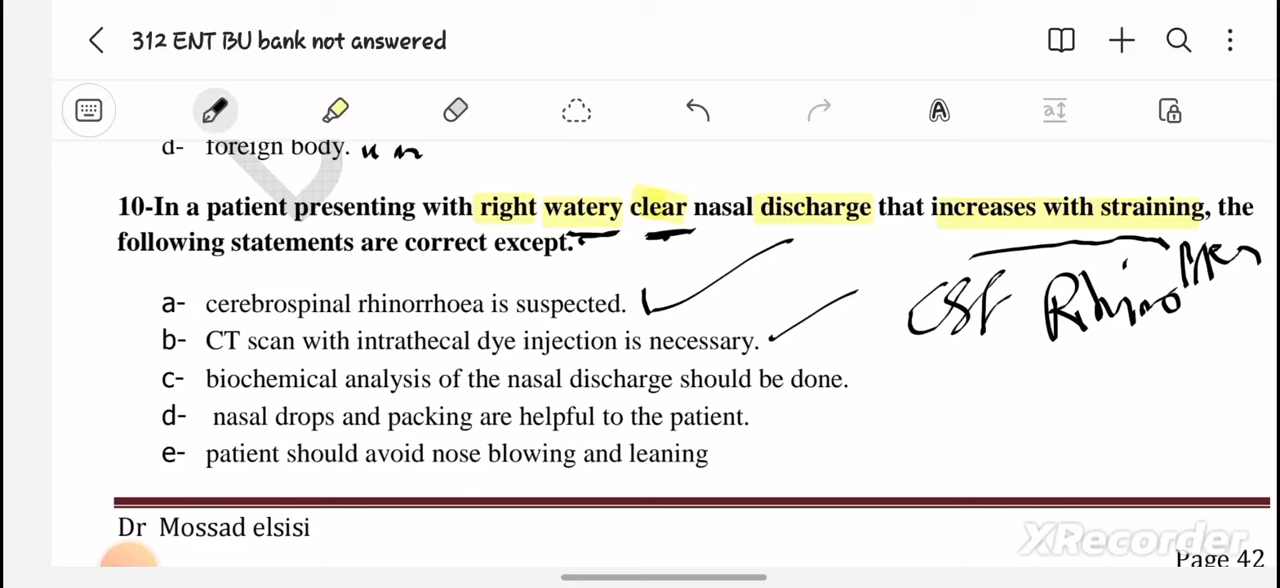 312 ENT BU bank not answered
d- foreign body.
10-In a patient presenting with right watery clear nasal discharge that increases with straining, the
following statements are correct except:
a- cerebrospinal rhinorrhoea is suspected.
b- CT scan with intrathecal dye injection is necessary.
c- biochemical analysis of the nasal discharge should be done.
d- nasal drops and packing are helpful to the patient.
e- patient should avoid nose blowing and leaning
CSF Rhino
Dr Mossad elsisi
XRecorder
Page 42